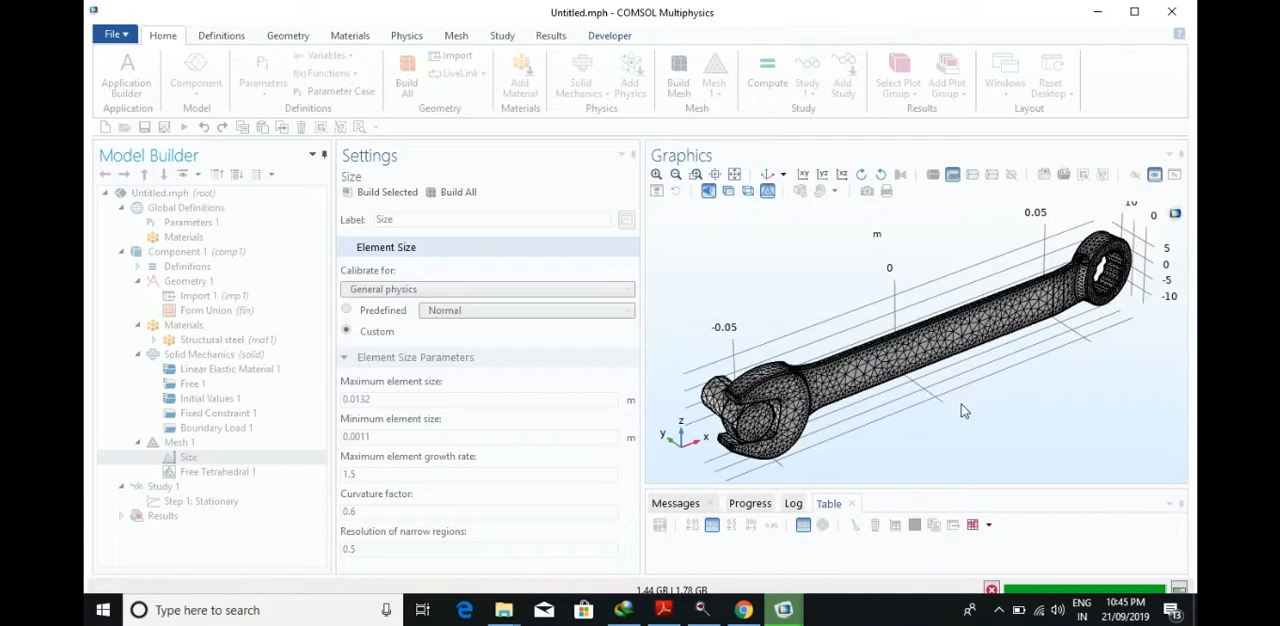 Untitled.mph - COMSOL Multiphysics
File Home Definitions Geometry Materials Physics Mesh Study Results Developer
Application Builder
Application
Component
Model
Parameters
Variables
Functions
Parameter Case
Definitions
Build All
Import
LiveLink
Geometry
Add Material
Materials
Solid Mechanics
Add Physics
Physics
Build Mesh
Mesh 1
Mesh
Compute
Study 1
Add Study
Study
Select Plot Group
Add Plot Group
Results
Windows
Reset Desktop
Layout
Model Builder
Untitled.mph (root)
Global Definitions
Parameters 1
Materials
Component 1 (comp1)
Definitions
Geometry 1
Import 1 (imp1)
Form Union (fin)
Materials
Structural steel (mat1)
Solid Mechanics (solid)
Linear Elastic Material 1
Free 1
Initial Values 1
Fixed Constraint 1
Boundary Load 1
Mesh 1
Size
Free Tetrahedral 1
Study 1
Step 1: Stationary
Results
Settings
Size
Build Selected Build All
Label: Size
Element Size
Calibrate for:
General physics
Predefined Normal
Custom
Element Size Parameters
Maximum element size:
0.0132 m
Minimum element size:
0.0011 m
Maximum element growth rate:
1.5
Curvature factor:
0.6
Resolution of narrow regions:
0.5
Graphics
xy yz xz
m
0.05
0
-0.05
10
0
5
0
-5
-10
z
y x
Messages Progress Log Table
1.44 GB | 1.78 GB
Type here to search
ENG
IN
10:45 PM
21/09/2019
13